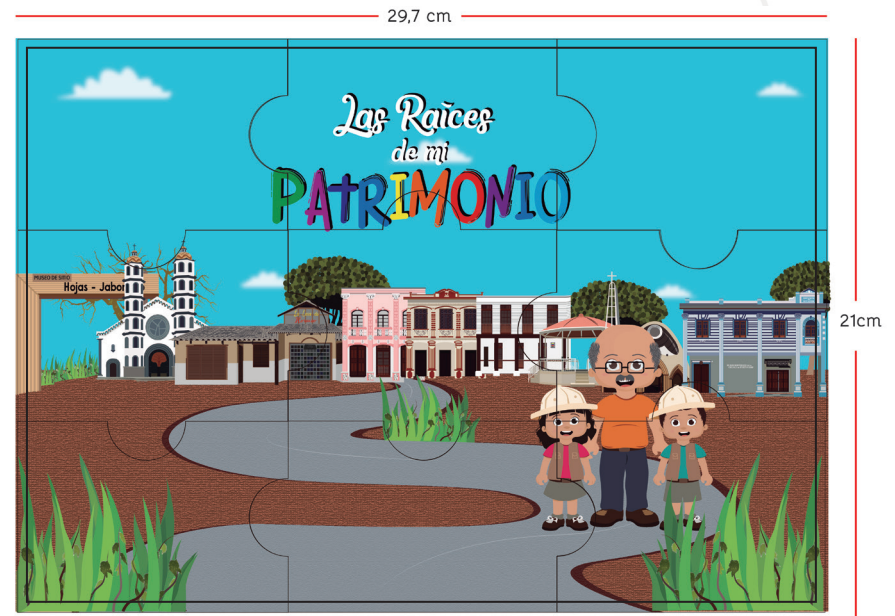 29,7 cm
Las Raíces
de mi
PATRIMONIO
MUSEO DE SITIO
Hojas - Jabon
21cm